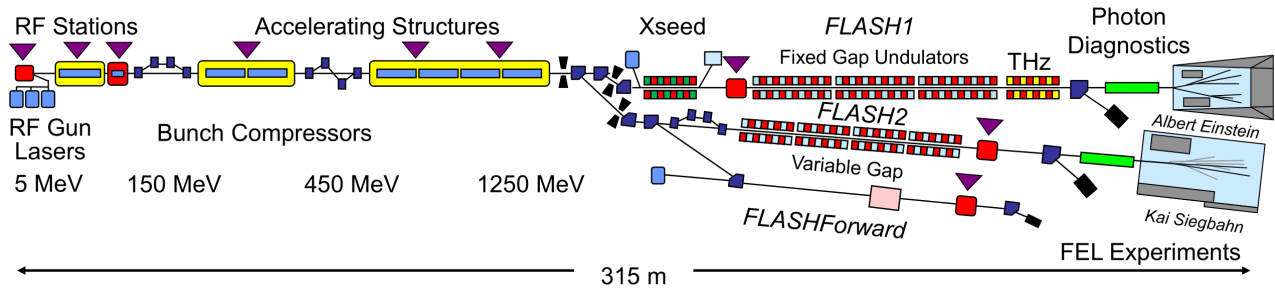 RF Stations
Accelerating Structures
Xseed
FLASH1
Fixed Gap Undulators
THz
Photon
Diagnostics
RF Gun
Lasers
Bunch Compressors
FLASH2
Variable Gap
Albert Einstein
5 MeV
150 MeV
450 MeV
1250 MeV
FLASHForward
Kai Siegbahn
FEL Experiments
315 m